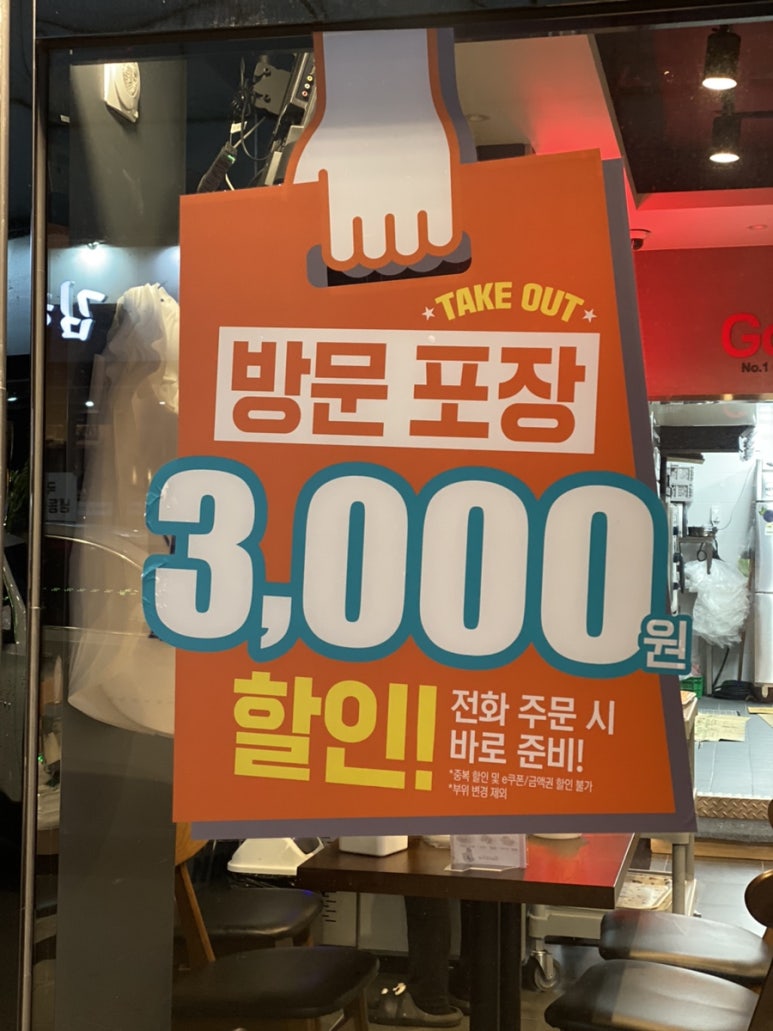 TAKE OUT
방문 포장
3,000원
할인!
전화 주문 시
바로 준비!
*중복 할인 및 e쿠폰/금액권 할인 불가
*부위 변경 제외
No.1